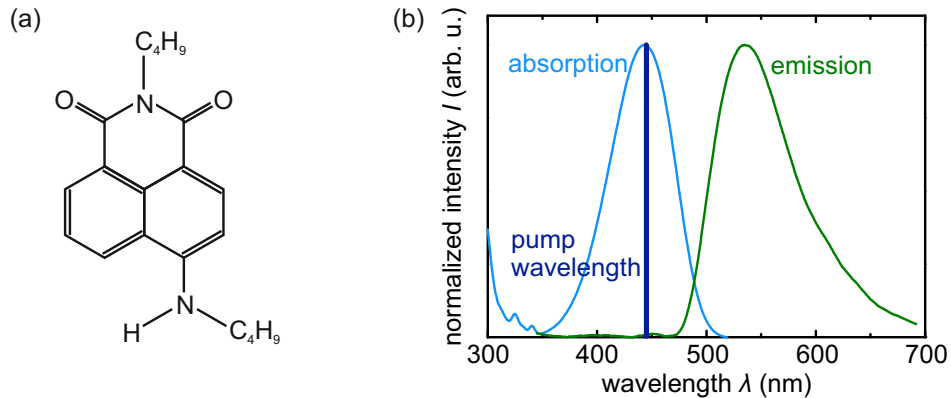 (a)
C₄H₉
O
N
O
N
H
C₄H₉
(b)
normalized intensity I (arb. u.)
absorption
emission
pump
wavelength
300
400
500
600
700
wavelength λ (nm)